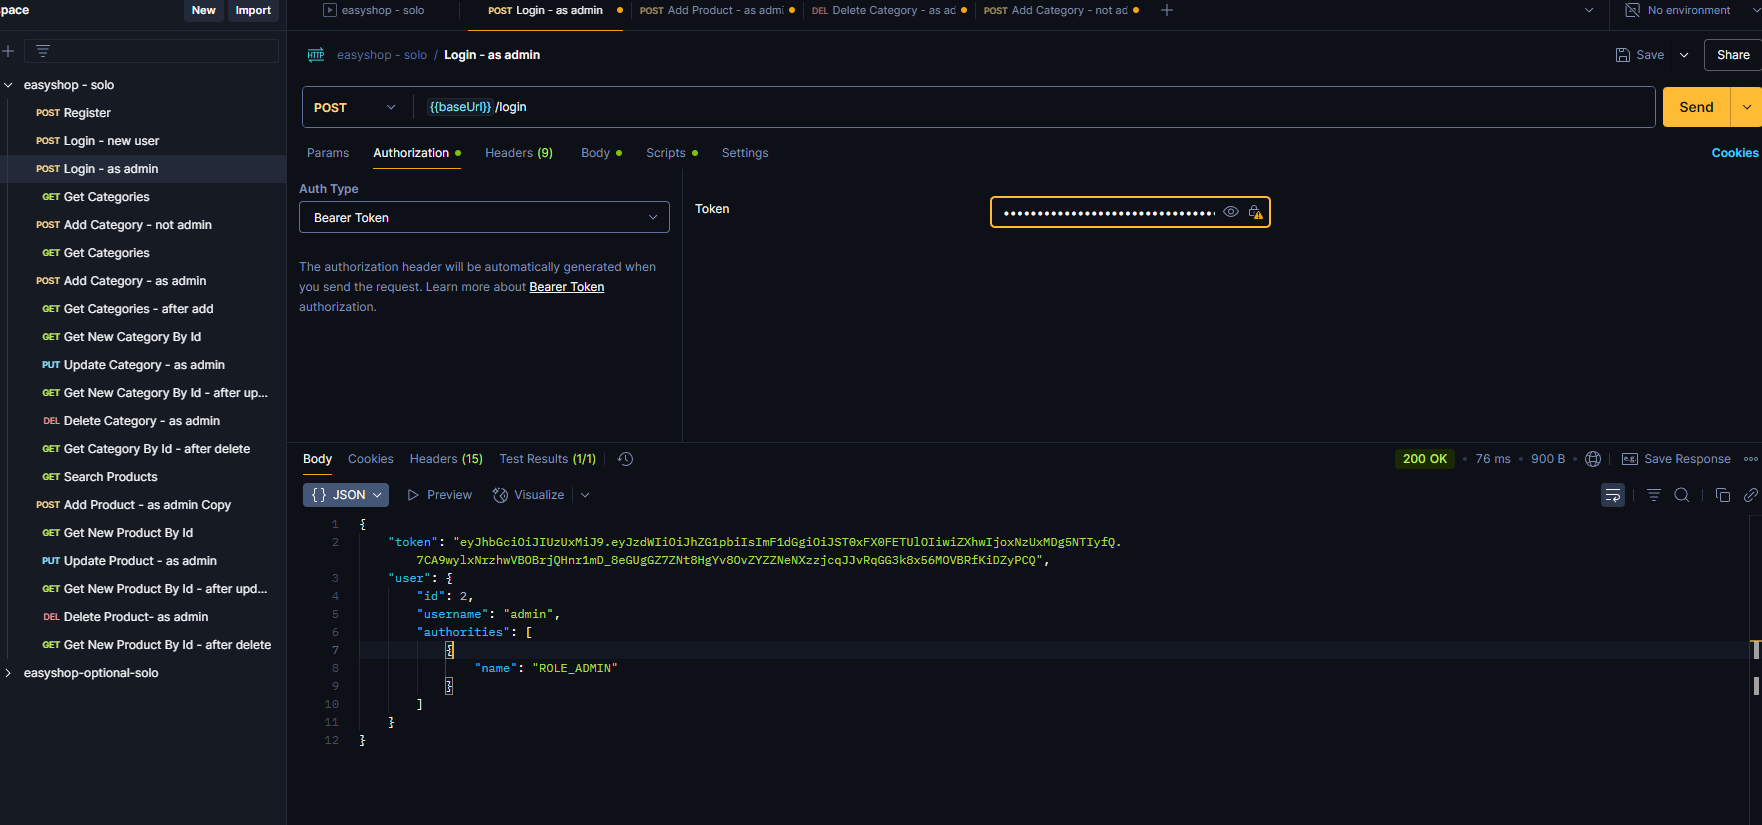 pace
New
Import
easyshop - solo
POST Login - as admin
POST Add Product - as admi
DEL Delete Category - as ad
POST Add Category - not ad
No environment
HTTP easyshop - solo / Login - as admin
Save
Share
POST
{{baseUrl}} /login
Send
Params
Authorization
Headers (9)
Body
Scripts
Settings
Cookies
Auth Type
Bearer Token
The authorization header will be automatically generated when
you send the request. Learn more about Bearer Token
authorization.
Token
easyshop - solo
POST Register
POST Login - new user
POST Login - as admin
GET Get Categories
POST Add Category - not admin
GET Get Categories
POST Add Category - as admin
GET Get Categories - after add
GET Get New Category By Id
PUT Update Category - as admin
GET Get New Category By Id - after up...
DEL Delete Category - as admin
GET Get Category By Id - after delete
GET Search Products
POST Add Product - as admin Copy
GET Get New Product By Id
PUT Update Product - as admin
GET Get New Product By Id - after upd...
DEL Delete Product- as admin
GET Get New Product By Id - after delete
easyshop-optional-solo
Body
Cookies
Headers (15)
Test Results (1/1)
200 OK • 76 ms • 900 B
e.g. Save Response
{} JSON
Preview
Visualize
1 {
2 "token": "eyJhbGciOiJIUzUxMiJ9.eyJzdWIiOiJhZG1pbiIsImF1dGgiOiJST0xFX0FETUlOIiwiZXhwIjoxNzUxMDg5NTIyfQ.
7CA9wylxNrzhwVBOBrjQHnr1mD_8eGUgGZ7ZNt8HgYv8OvZYZZNeNXzzjcqJJvRqGG3k8x56MOVBRfKiDZyPCQ",
3 "user": {
4 "id": 2,
5 "username": "admin",
6 "authorities": [
7 {
8 "name": "ROLE_ADMIN"
9 }
10 ]
11 }
12 }